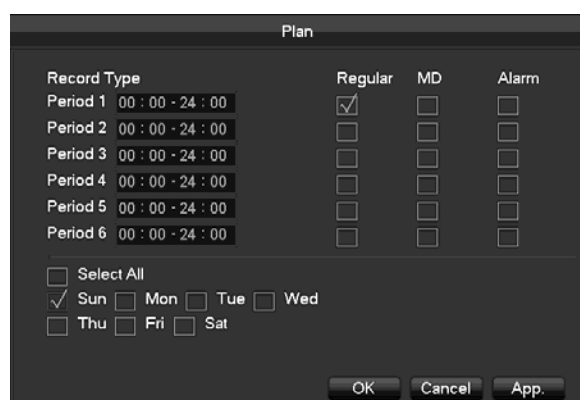 Plan
Record Type Regular MD Alarm
Period 1 00 : 00 - 24 : 00
Period 2 00 : 00 - 24 : 00
Period 3 00 : 00 - 24 : 00
Period 4 00 : 00 - 24 : 00
Period 5 00 : 00 - 24 : 00
Period 6 00 : 00 - 24 : 00
Select All
Sun Mon Tue Wed
Thu Fri Sat
OK Cancel App.